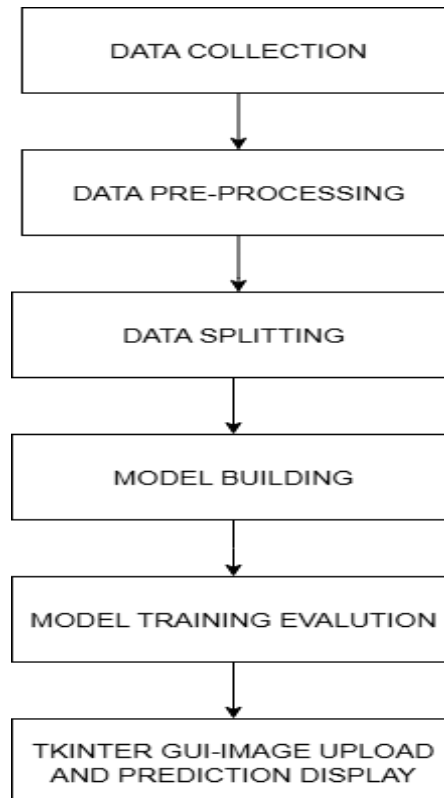 DATA COLLECTION
DATA PRE-PROCESSING
DATA SPLITTING
MODEL BUILDING
MODEL TRAINING EVALUTION
TKINTER GUI-IMAGE UPLOAD
AND PREDICTION DISPLAY